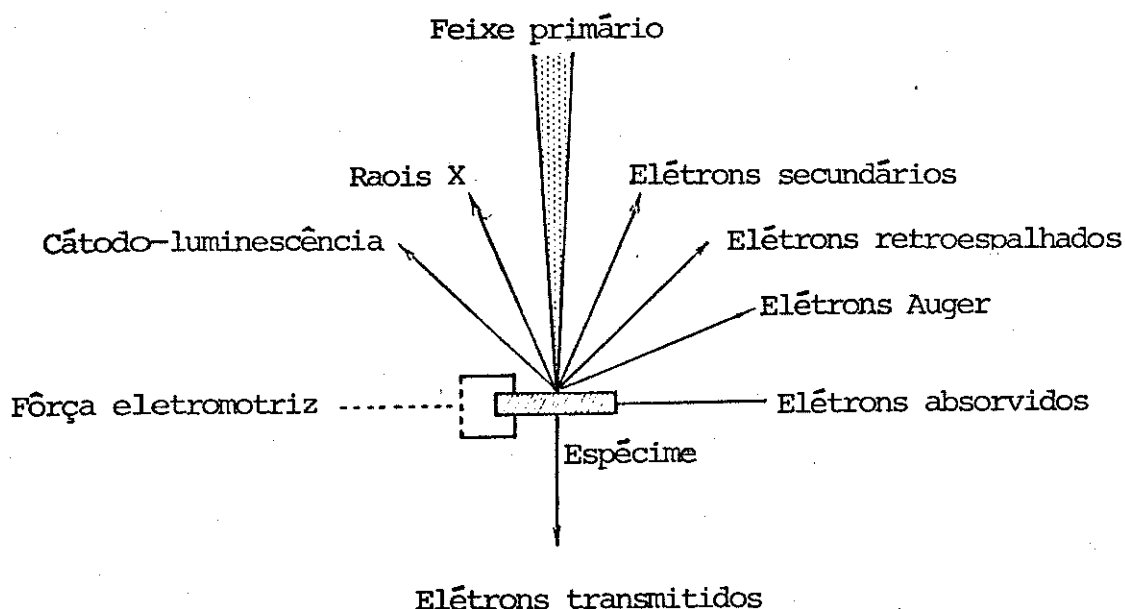 Feixe primário
Raois X
Elétrons secundários
Cátodo-luminescência
Elétrons retroespalhados
Elétrons Auger
Fôrça eletromotriz
Elétrons absorvidos
Espécime
Elétrons transmitidos